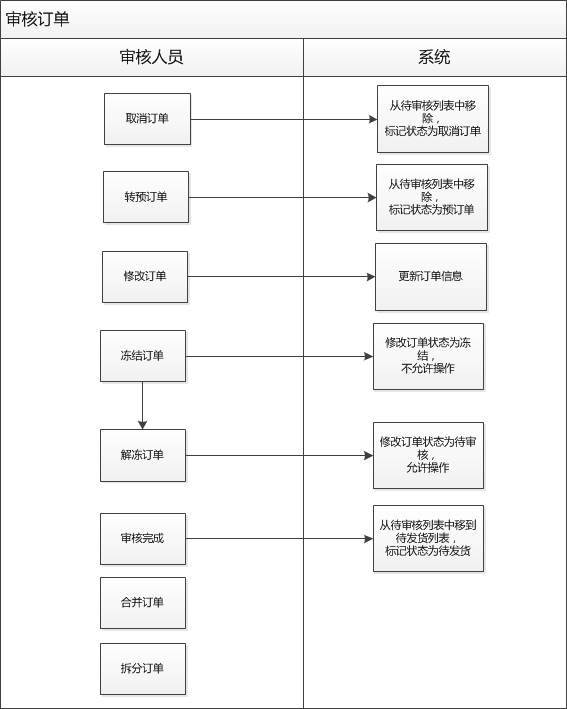 审核订单
审核人员
系统
取消订单
从待审核列表中移
除，
标记状态为取消订单
转预订单
从待审核列表中移
除，
标记状态为预订单
修改订单
更新订单信息
冻结订单
修改订单状态为冻
结，
不允许操作
解冻订单
修改订单状态为待审
核，
允许操作
审核完成
从待审核列表中移到
待发货列表，
标记状态为待发货
合并订单
拆分订单